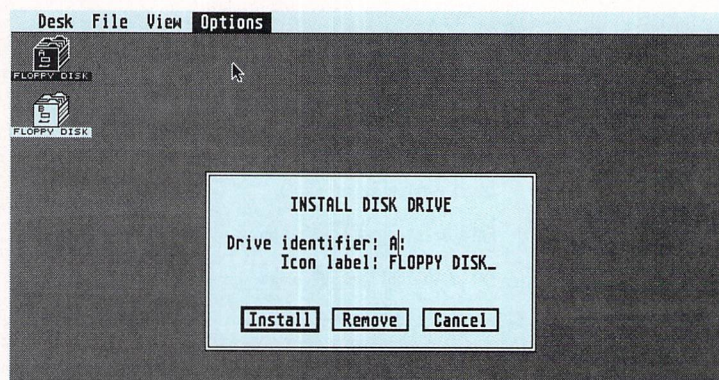 Desk File View Options
A
FLOPPY DISK
B
FLOPPY DISK
INSTALL DISK DRIVE
Drive identifier: A:
Icon label: FLOPPY DISK_
Install Remove Cancel